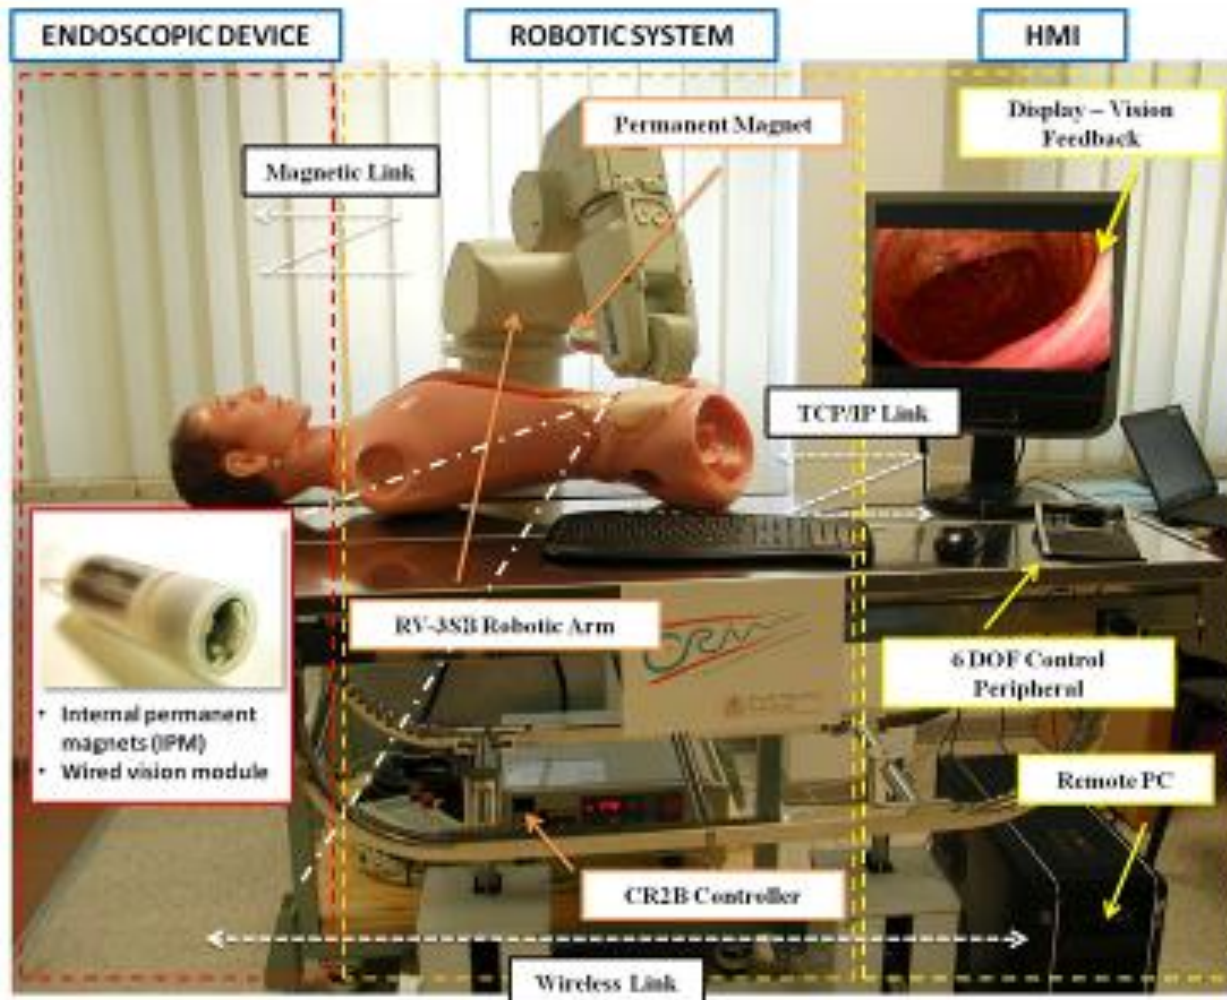 ENDOSCOPIC DEVICE
ROBOTIC SYSTEM
HMI
Permanent Magnet
Display – Vision
Feedback
Magnetic Link
TCP/IP Link
RV-3SB Robotic Arm
6 DOF Control
Peripheral
• Internal permanent
magnets (IPM)
• Wired vision module
Remote PC
CR2B Controller
Wireless Link